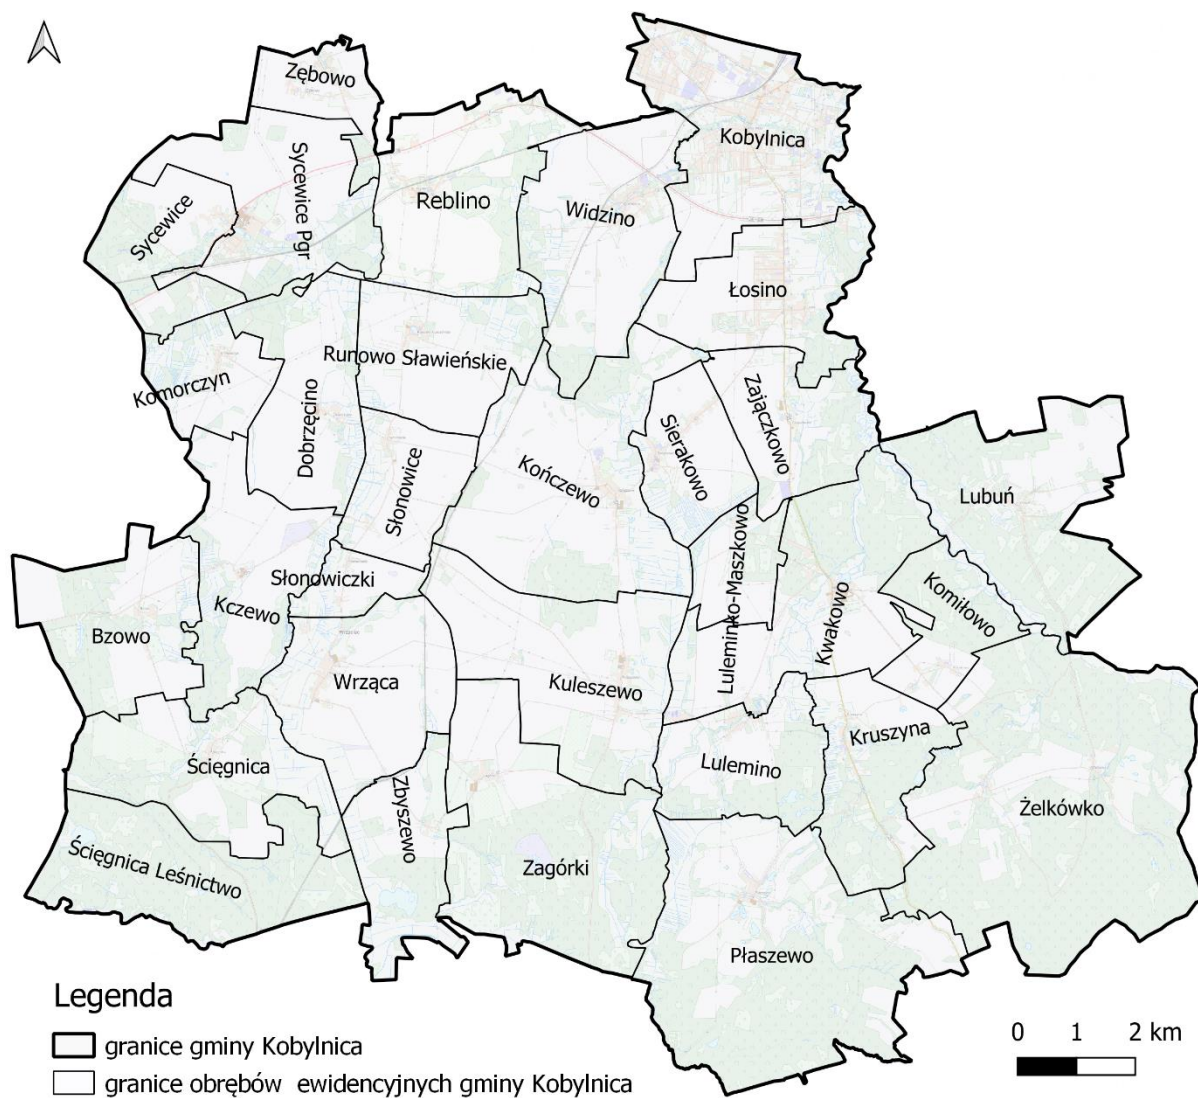 Zębowo
Kobylnica
Sycewice Pgr
Reblino
Widzino
Sycewice
Łosino
Runowo Sławieńskie
Komorczyn
Dobrzęcino
Zajączkowo
Sierakowo
Kończewo
Słonowice
Lubuń
Luleminko-Maszkowo
Słonowiczki
Komiłowo
Kczewo
Kwakowo
Bzowo
Wrząca
Kuleszewo
Kruszyna
Ścięgnica
Lulemino
Zbyszewo
Żelkówko
Ścięgnica Leśnictwo
Zagórki
Płaszewo
Legenda
granice gminy Kobylnica
granice obrębów ewidencyjnych gminy Kobylnica
0 1 2 km